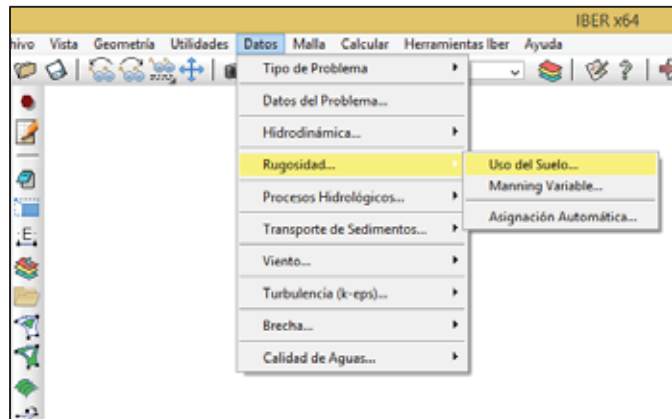 IBER x64
hivo Vista Geometría Utilidades Datos Malla Calcular Herramientas Iber Ayuda
Tipo de Problema
Datos del Problema...
Hidrodinámica...
Rugosidad...
Uso del Suelo...
Manning Variable...
Procesos Hidrológicos...
Asignación Automática...
Transporte de Sedimentos...
Viento...
Turbulencia (k-eps)...
Brecha...
Calidad de Aguas...